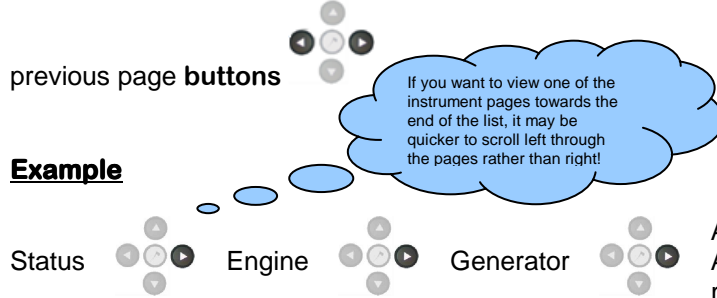 previous page buttons
If you want to view one of the
instrument pages towards the
end of the list, it may be
quicker to scroll left through
the pages rather than right!
Example
Status Engine Generator